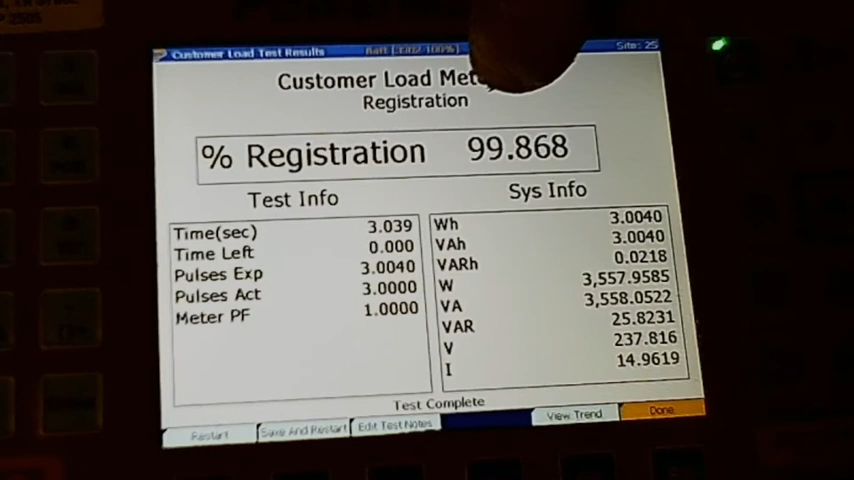 P 2505
Customer Load Test Results
Site: 25
Customer Load Met
Registration
% Registration 99.868
Test Info
Sys Info
Time(sec) 3.039
Time Left 0.000
Pulses Exp 3.0040
Pulses Act 3.0000
Meter PF 1.0000
Wh 3.0040
VAh 3.0040
VARh 0.0218
W 3,557.9585
VA 3,558.0522
VAR 25.8231
V 237.816
I 14.9619
Test Complete
Restart
Save And Restart
Edit Test Notes
View Trend
Done